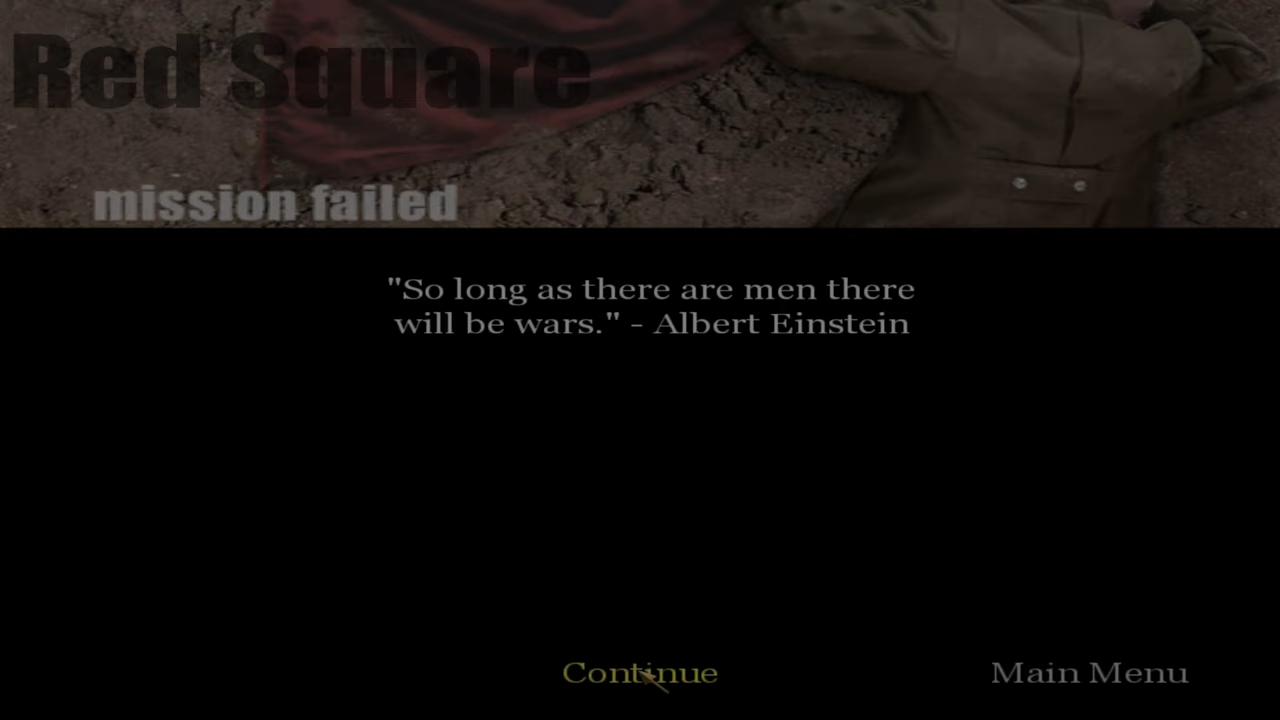 Red Square
mission failed
"So long as there are men there
will be wars." - Albert Einstein
Continue
Main Menu